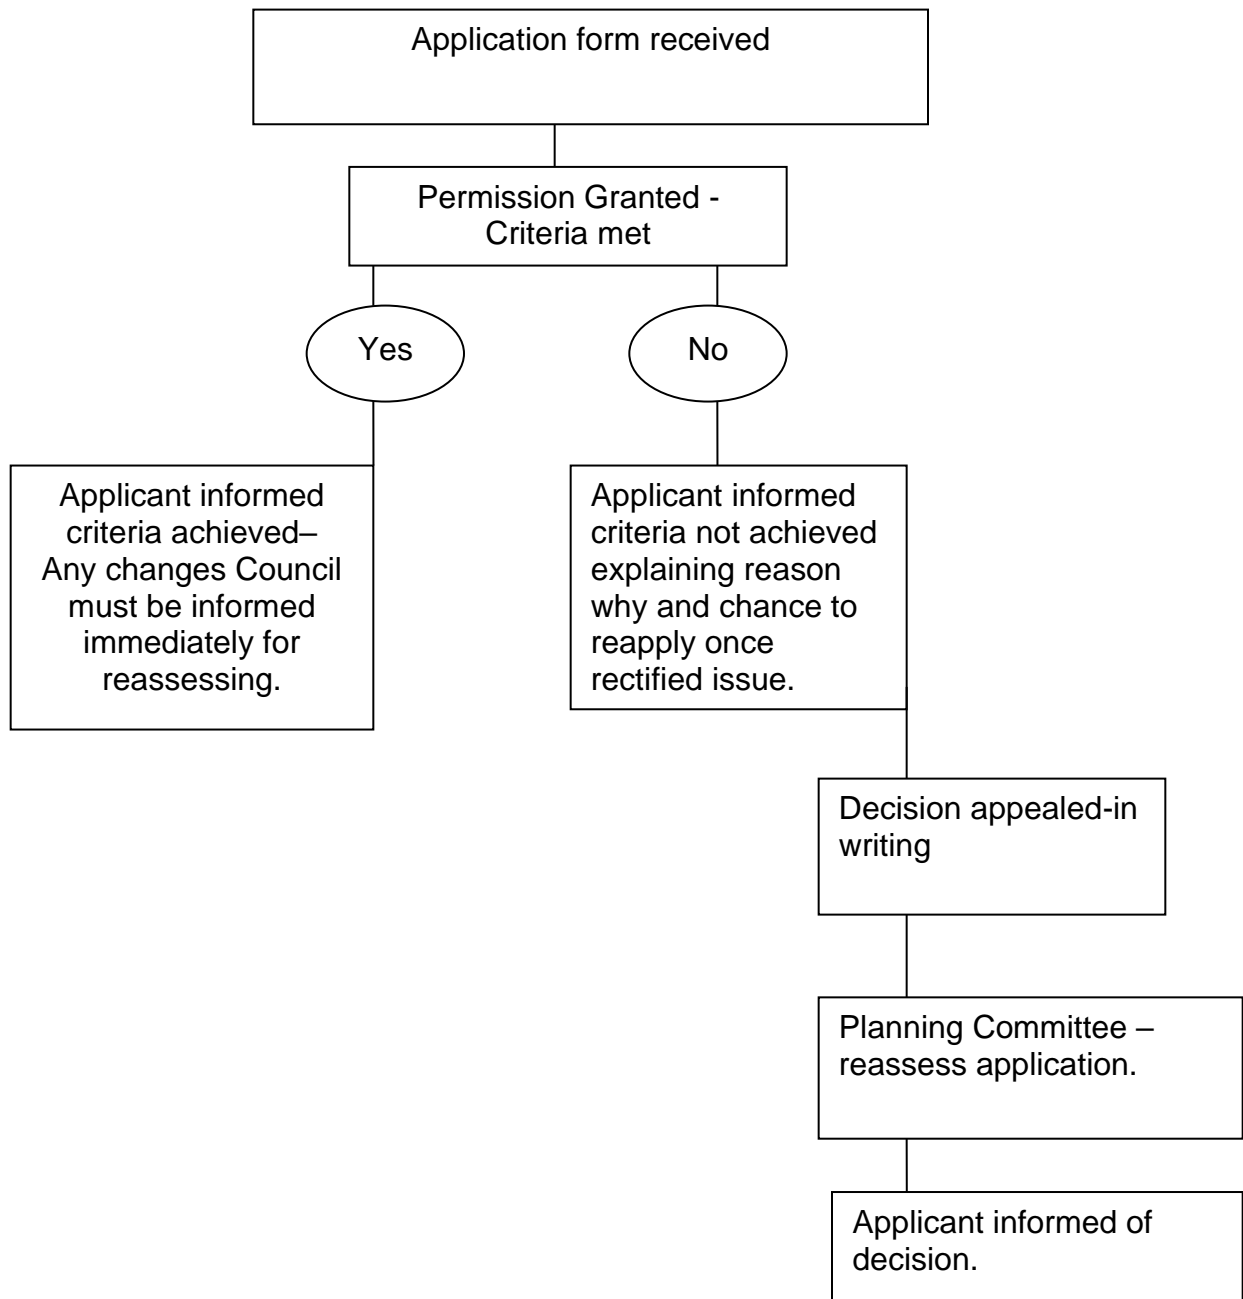 Application form received
Permission Granted -
Criteria met
Yes
No
Applicant informed
criteria achieved–
Any changes Council
must be informed
immediately for
reassessing.
Applicant informed
criteria not achieved
explaining reason
why and chance to
reapply once
rectified issue.
Decision appealed-in
writing
Planning Committee –
reassess application.
Applicant informed of
decision.